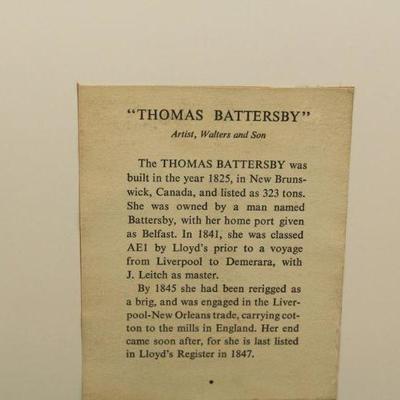 "THOMAS BATTERSBY"
Artist, Walters and Son
The THOMAS BATTERSBY was
built in the year 1825, in New Bruns-
wick, Canada, and listed as 323 tons.
She was owned by a man named
Battersby, with her home port given
as Belfast. In 1841, she was classed
AE1 by Lloyd's prior to a voyage
from Liverpool to Demerara, with
J. Leitch as master.
By 1845 she had been rerigged as
a brig, and was engaged in the Liver-
pool-New Orleans trade, carrying cot-
ton to the mills in England. Her end
came soon after, for she is last listed
in Lloyd's Register in 1847.